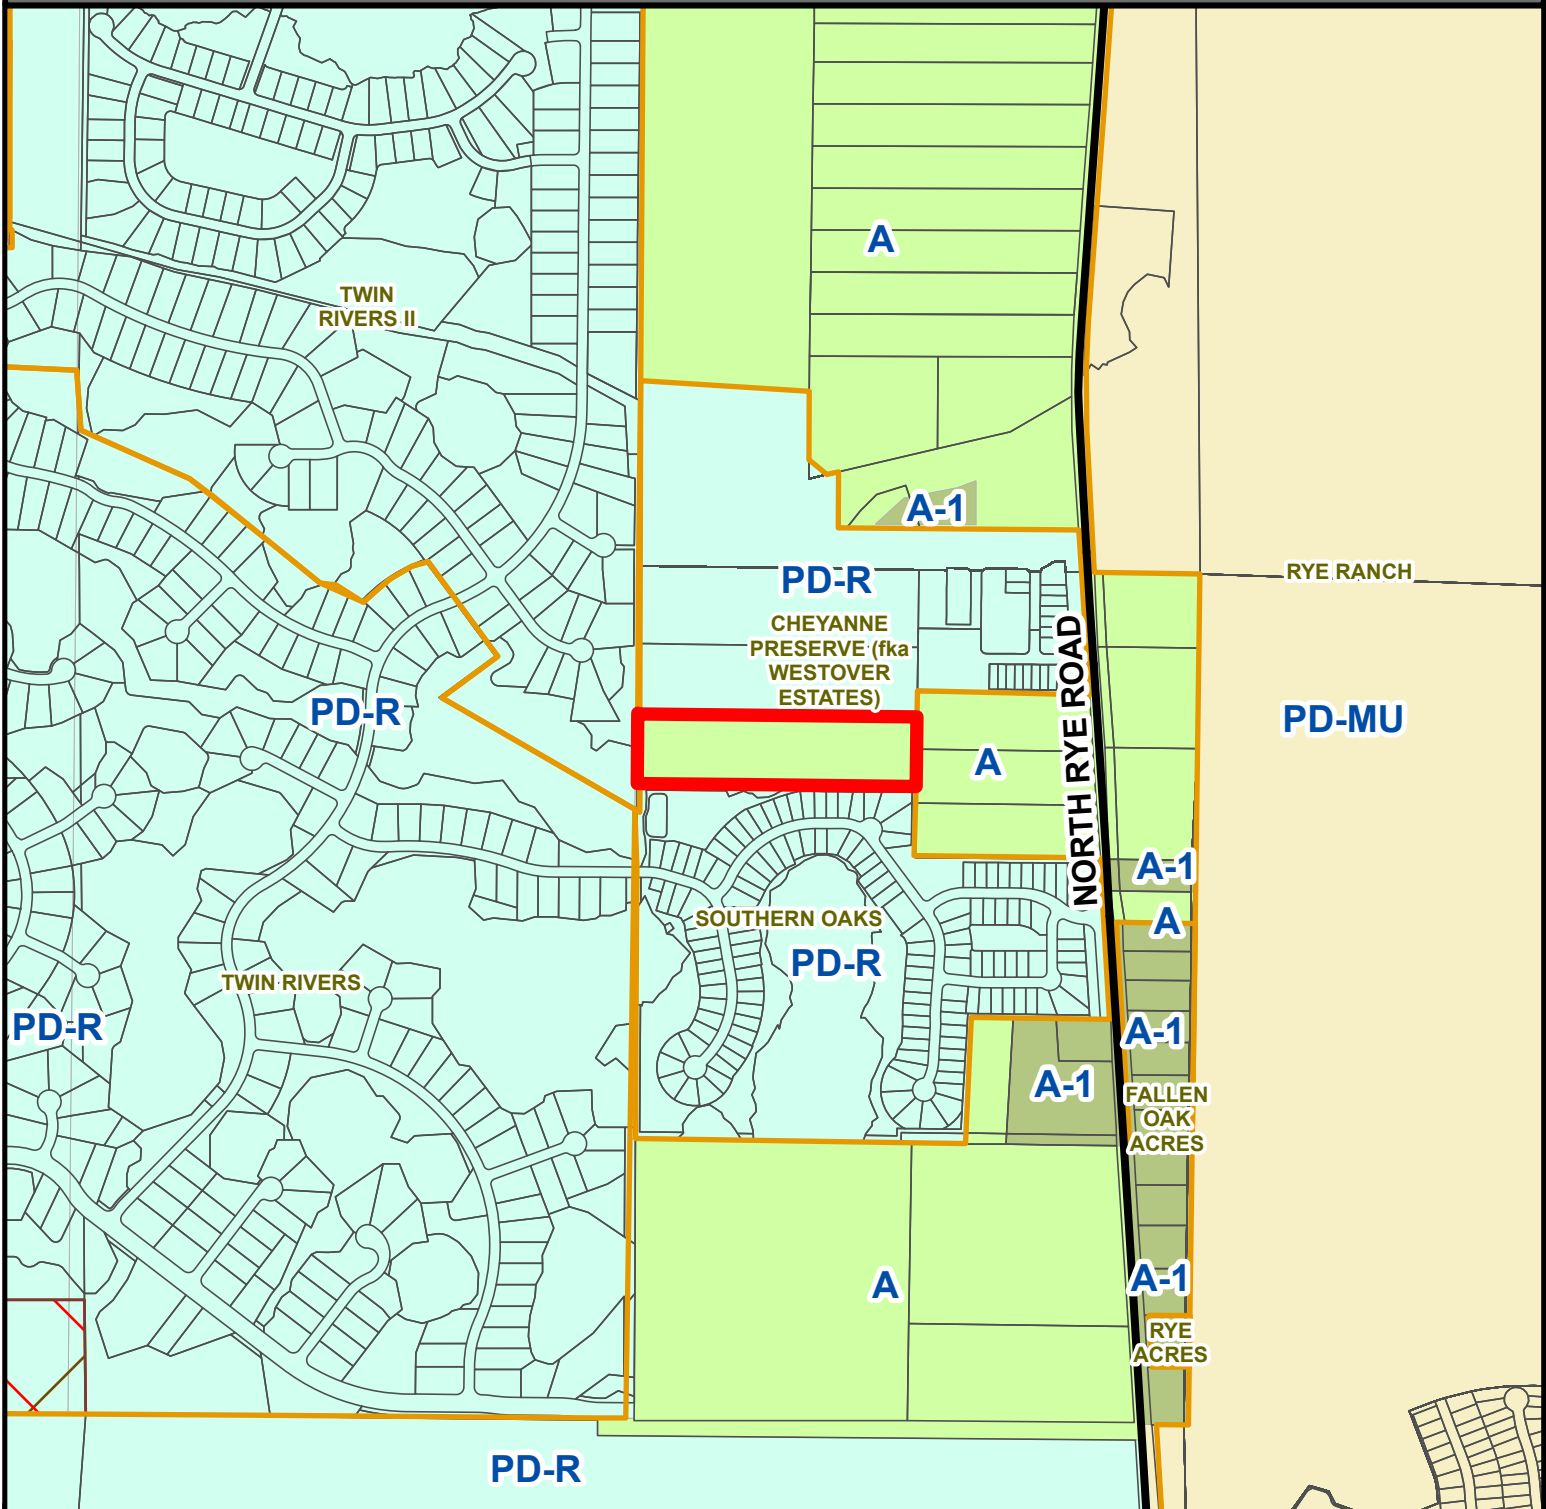 A
TWIN
RIVERS II
A-1
RYE RANCH
PD-R
CHEYANNE
PRESERVE (fka
WESTOVER
ESTATES)
NORTH RYE ROAD
PD-R
PD-MU
A
A-1
A
SOUTHERN OAKS
PD-R
TWIN RIVERS
PD-R
A-1
A-1
FALLEN
OAK
ACRES
A
A-1
RYE
ACRES
PD-R